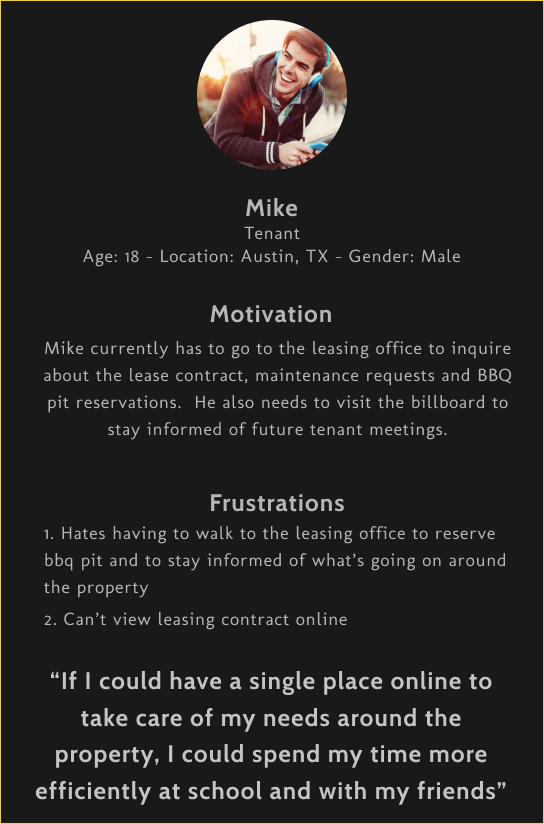 Mike
Tenant
Age: 18 - Location: Austin, TX - Gender: Male
Motivation
Mike currently has to go to the leasing office to inquire
about the lease contract, maintenance requests and BBQ
pit reservations.  He also needs to visit the billboard to
stay informed of future tenant meetings.
Frustrations
1. Hates having to walk to the leasing office to reserve
bbq pit and to stay informed of what’s going on around
the property
2. Can’t view leasing contract online
“If I could have a single place online to
take care of my needs around the
property, I could spend my time more
efficiently at school and with my friends”